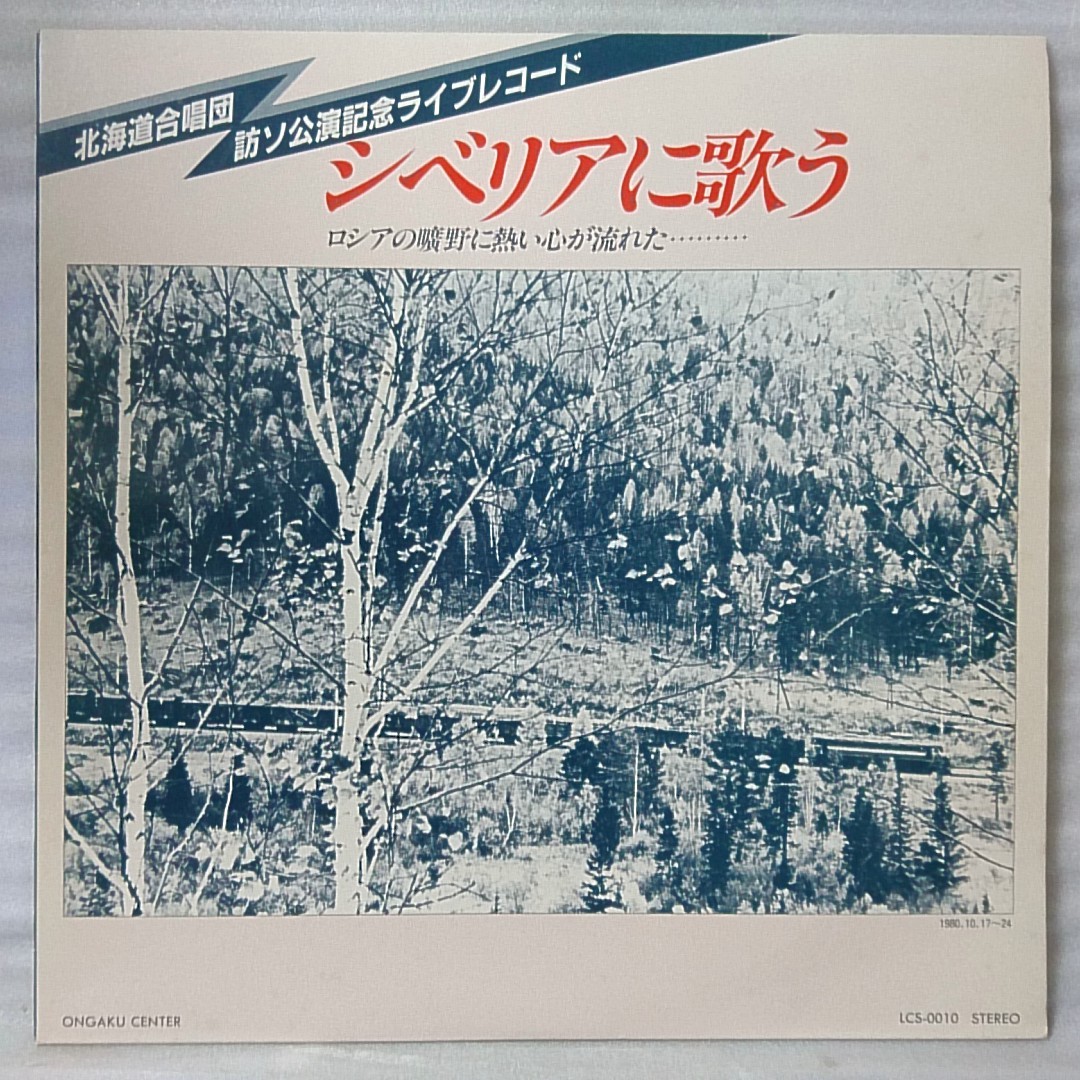 北海道合唱団
訪ソ公演記念ライブレコード
シベリアに歌う
ロシアの曠野に熱い心が流れた………
1980.10.17〜24
ONGAKU CENTER
LCS-0010 STEREO